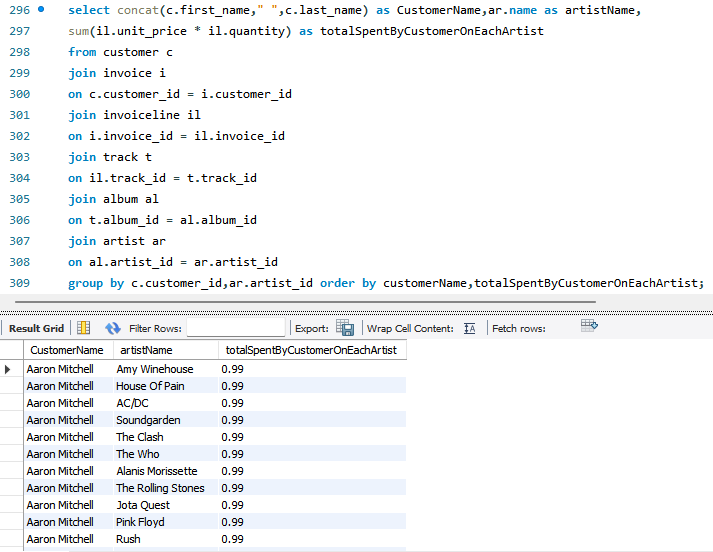 296 select concat(c.first_name," ",c.last_name) as CustomerName,ar.name as artistName,
297 sum(il.unit_price * il.quantity) as totalSpentByCustomerOnEachArtist
298 from customer c
299 join invoice i
300 on c.customer_id = i.customer_id
301 join invoiceline il
302 on i.invoice_id = il.invoice_id
303 join track t
304 on il.track_id = t.track_id
305 join album al
306 on t.album_id = al.album_id
307 join artist ar
308 on al.artist_id = ar.artist_id
309 group by c.customer_id,ar.artist_id order by customerName,totalSpentByCustomerOnEachArtist;
Result Grid Filter Rows: Export: Wrap Cell Content: Fetch rows:
CustomerName artistName totalSpentByCustomerOnEachArtist
Aaron Mitchell Amy Winehouse 0.99
Aaron Mitchell House Of Pain 0.99
Aaron Mitchell AC/DC 0.99
Aaron Mitchell Soundgarden 0.99
Aaron Mitchell The Clash 0.99
Aaron Mitchell The Who 0.99
Aaron Mitchell Alanis Morissette 0.99
Aaron Mitchell The Rolling Stones 0.99
Aaron Mitchell Jota Quest 0.99
Aaron Mitchell Pink Floyd 0.99
Aaron Mitchell Rush 0.99